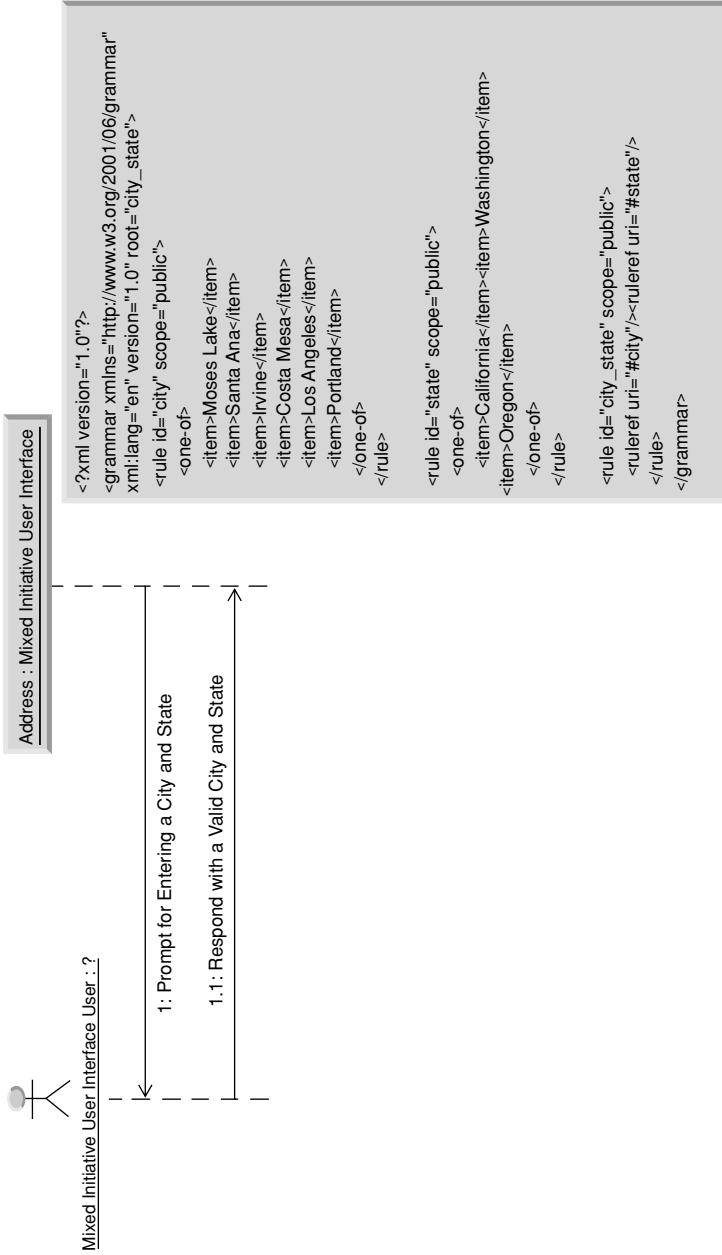 Mixed Initiative User Interface User : ?
Address : Mixed Initiative User Interface
1: Prompt for Entering a City and State
1.1: Respond with a Valid City and State
<?xml version="1.0"?>
<grammar xmlns="http://www.w3.org/2001/06/grammar"
xml:lang="en" version="1.0" root="city_state">
<rule id="city" scope="public">
<one-of>
<item>Moses Lake</item>
<item>Santa Ana</item>
<item>Irvine</item>
<item>Costa Mesa</item>
<item>Los Angeles</item>
<item>Portland</item>
</one-of>
</rule>
<rule id="state" scope="public">
<one-of>
<item>California</item><item>Washington</item>
<item>Oregon</item>
</one-of>
</rule>
<rule id="city_state" scope="public">
<ruleref uri="#city"/><ruleref uri="#state"/>
</rule>
</grammar>